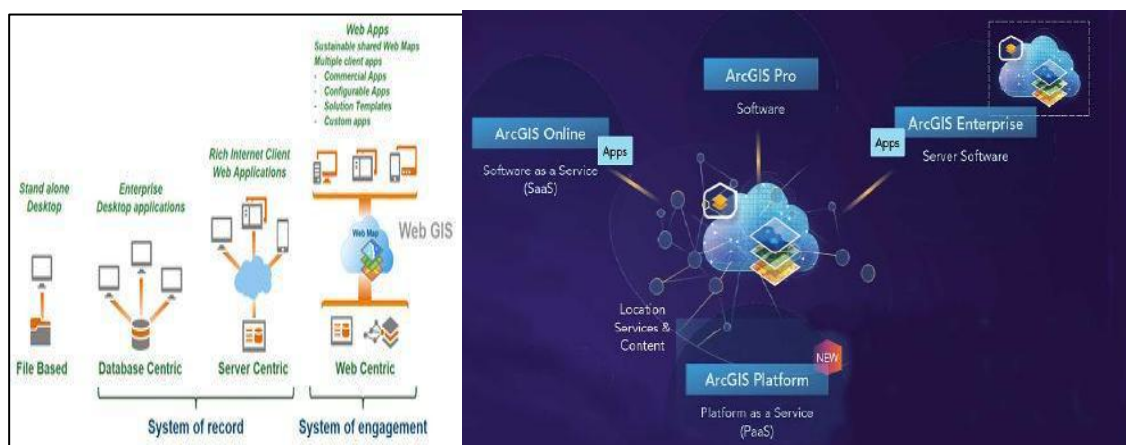 Web Apps
Sustainable shared Web Maps
Multiple client apps
- Commercial Apps
- Configurable Apps
- Solution Templates
- Custom apps
Rich Internet Client
Web Applications
Stand alone
Desktop
Enterprise
Desktop applications
Web GIS
Web Map
File Based
Database Centric
Server Centric
Web Centric
System of record
System of engagement
ArcGIS Pro
Software
ArcGIS Online
Apps
Software as a Service
(SaaS)
ArcGIS Enterprise
Apps
Server Software
Location
Services &
Content
NEW
ArcGIS Platform
Platform as a Service
(PaaS)